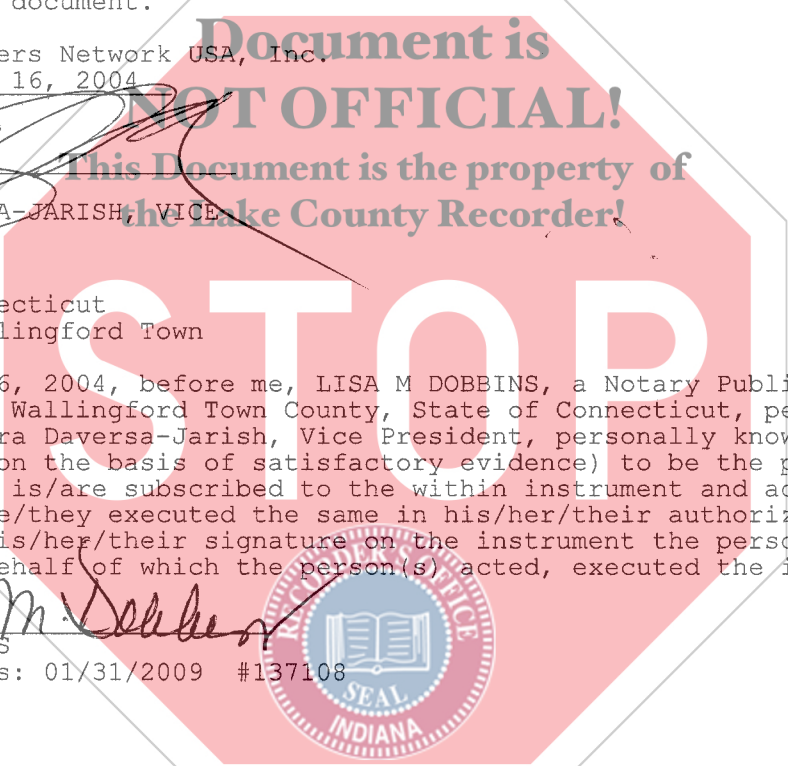 document.
Document is
ers Network USA, Inc.
16, 2004
NOT OFFICIAL!
This Document is the property of
A-JARISH, VICE
the Lake County Recorder!
STOP
ecticut
lingford Town
6, 2004, before me, LISA M DOBBINS, a Notary Publi
Wallingford Town County, State of Connecticut, pe
ra Daversa-Jarish, Vice President, personally know
on the basis of satisfactory evidence) to be the p
is/are subscribed to the within instrument and ac
e/they executed the same in his/her/their authoriz
is/her/their signature on the instrument the perso
ehalf of which the person(s) acted, executed the i
RECORDER'S OFFICE
M. Dobbins
S
s: 01/31/2009 #137108
SEAL
INDIANA